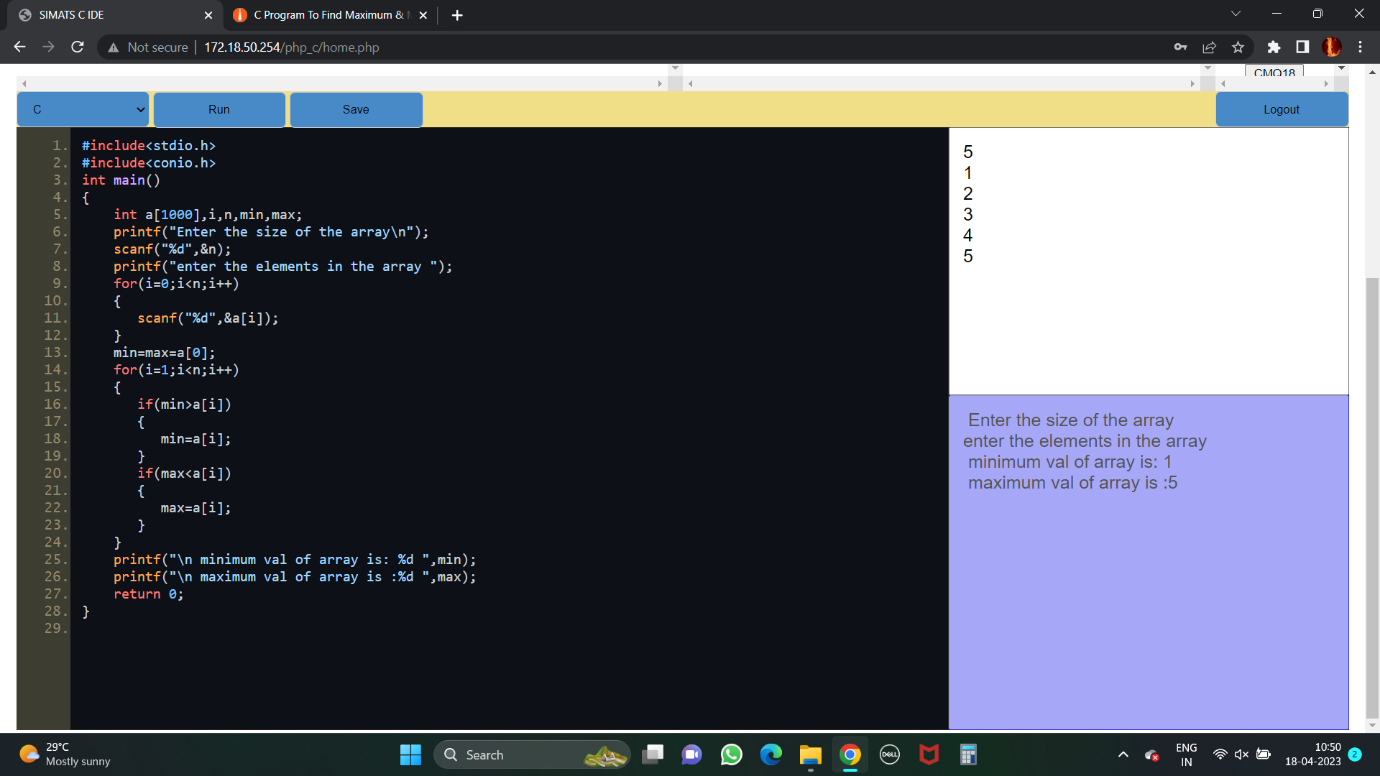 SIMATS C IDE
C Program To Find Maximum &
Not secure
172.18.50.254/php_c/home.php
CMQ18
C
Run
Save
Logout
1. #include<stdio.h>
2. #include<conio.h>
3. int main()
4. {
5. int a[1000],i,n,min,max;
6. printf("Enter the size of the array\n");
7. scanf("%d",&n);
8. printf("enter the elements in the array ");
9. for(i=0;i<n;i++)
10. {
11. scanf("%d",&a[i]);
12. }
13. min=max=a[0];
14. for(i=1;i<n;i++)
15. {
16. if(min>a[i])
17. {
18. min=a[i];
19. }
20. if(max<a[i])
21. {
22. max=a[i];
23. }
24. }
25. printf("\n minimum val of array is: %d ",min);
26. printf("\n maximum val of array is :%d ",max);
27. return 0;
28. }
29.
5
1
2
3
4
5
Enter the size of the array
enter the elements in the array
minimum val of array is: 1
maximum val of array is :5
29°C
Mostly sunny
Search
DELL
ENG
IN
10:50
18-04-2023
2